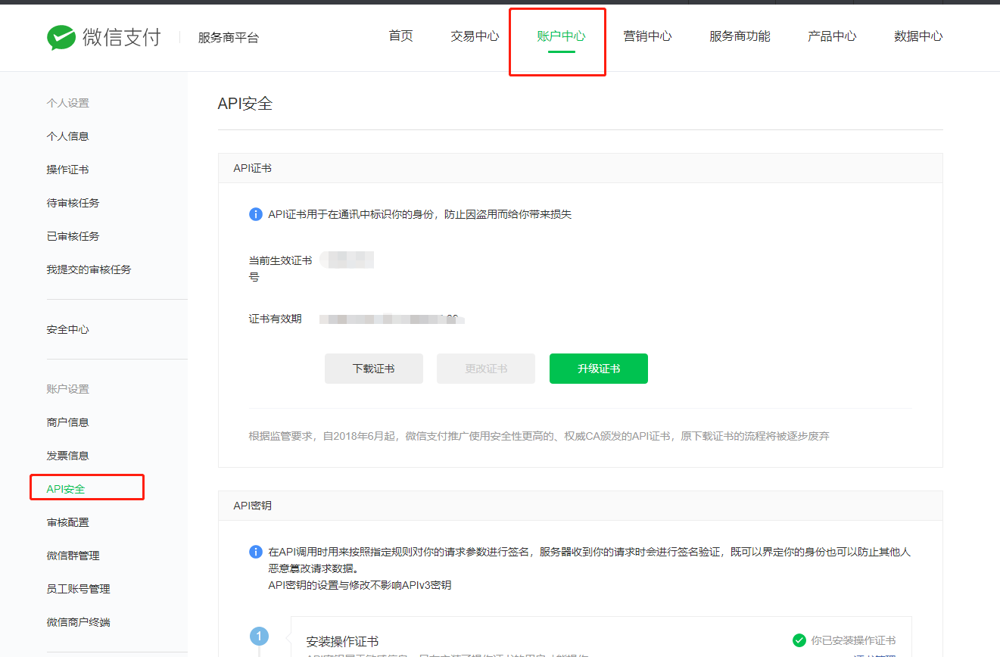 微信支付 服务商平台 首页 交易中心 账户中心 营销中心 服务商功能 产品中心 数据中心
个人设置
个人信息
操作证书
待审核任务
已审核任务
我提交的审核任务
安全中心
账户设置
商户信息
发票信息
API安全
审核配置
微信群管理
员工账号管理
微信商户终端
API安全
API证书
API证书用于在通讯中标识你的身份，防止因盗用而给你带来损失
当前生效证书
号
证书有效期
下载证书 更改证书 升级证书
根据监管要求，自2018年6月起，微信支付推广使用安全性更高的、权威CA颁发的API证书，原下载证书的流程将被逐步废弃
API密钥
在API调用时用来按照指定规则对你的请求参数进行签名，服务器收到你的请求时会进行签名验证，既可以界定你的身份也可以防止其他人
恶意篡改请求数据。
API密钥的设置与修改不影响APIv3密钥
1 安装操作证书 你已安装操作证书